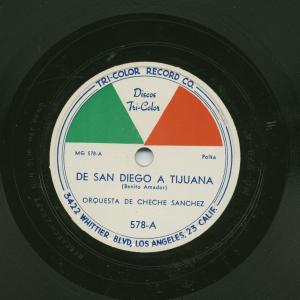 TRI-COLOR RECORD CO.
Discos
Tri-Color
MG 578-A
Polka
DE SAN DIEGO A TIJUANA
(Benito Amador)
ORQUESTA DE CHECHE SANCHEZ
578-A
3422 WHITTIER BLVD, LOS ANGELES, 23 CALIF.